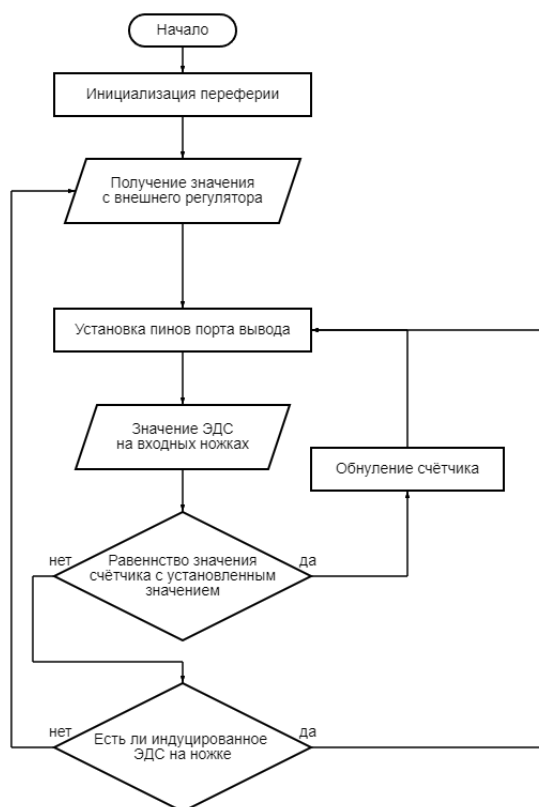 Начало
Инициализация переферии
Получение значения
с внешнего регулятора
Установка пинов порта вывода
Значение ЭДС
на входных ножках
Обнуление счётчика
нет
Равеннство значения
счётчика с установленным
значением
да
нет
Есть ли индуцированное
ЭДС на ножке
да